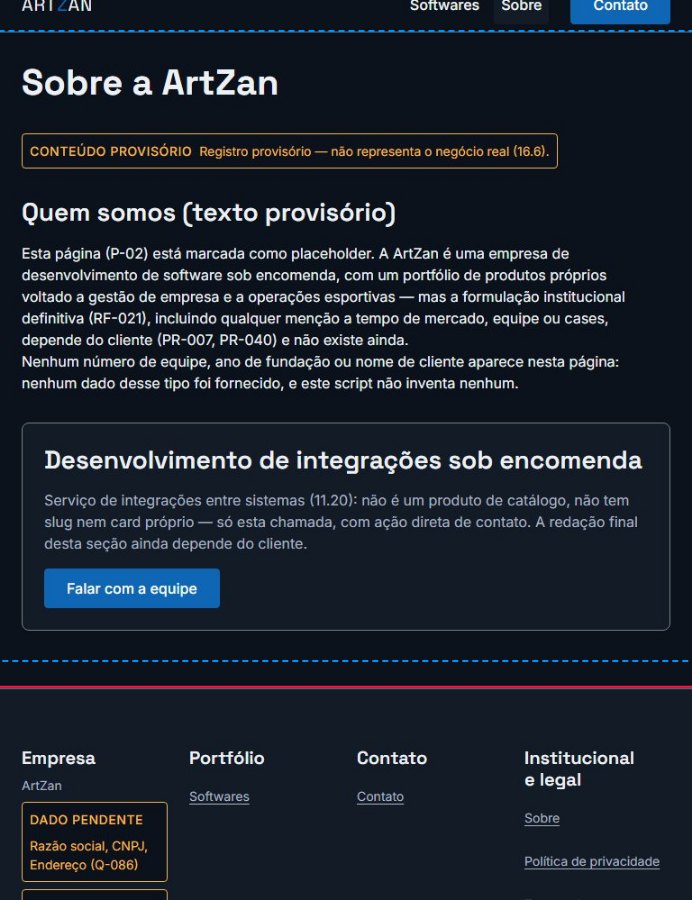 ARTZAN
Softwares Sobre Contato
Sobre a ArtZan
CONTEÚDO PROVISÓRIO Registro provisório — não representa o negócio real (16.6).
Quem somos (texto provisório)
Esta página (P-02) está marcada como placeholder. A ArtZan é uma empresa de
desenvolvimento de software sob encomenda, com um portfólio de produtos próprios
voltado a gestão de empresa e a operações esportivas — mas a formulação institucional
definitiva (RF-021), incluindo qualquer menção a tempo de mercado, equipe ou cases,
depende do cliente (PR-007, PR-040) e não existe ainda.
Nenhum número de equipe, ano de fundação ou nome de cliente aparece nesta página:
nenhum dado desse tipo foi fornecido, e este script não inventa nenhum.
Desenvolvimento de integrações sob encomenda
Serviço de integrações entre sistemas (11.20): não é um produto de catálogo, não tem
slug nem card próprio — só esta chamada, com ação direta de contato. A redação final
desta seção ainda depende do cliente.
Falar com a equipe
Empresa
ArtZan
DADO PENDENTE
Razão social, CNPJ,
Endereço (Q-086)
Portfólio
Softwares
Contato
Contato
Institucional
e legal
Sobre
Política de privacidade